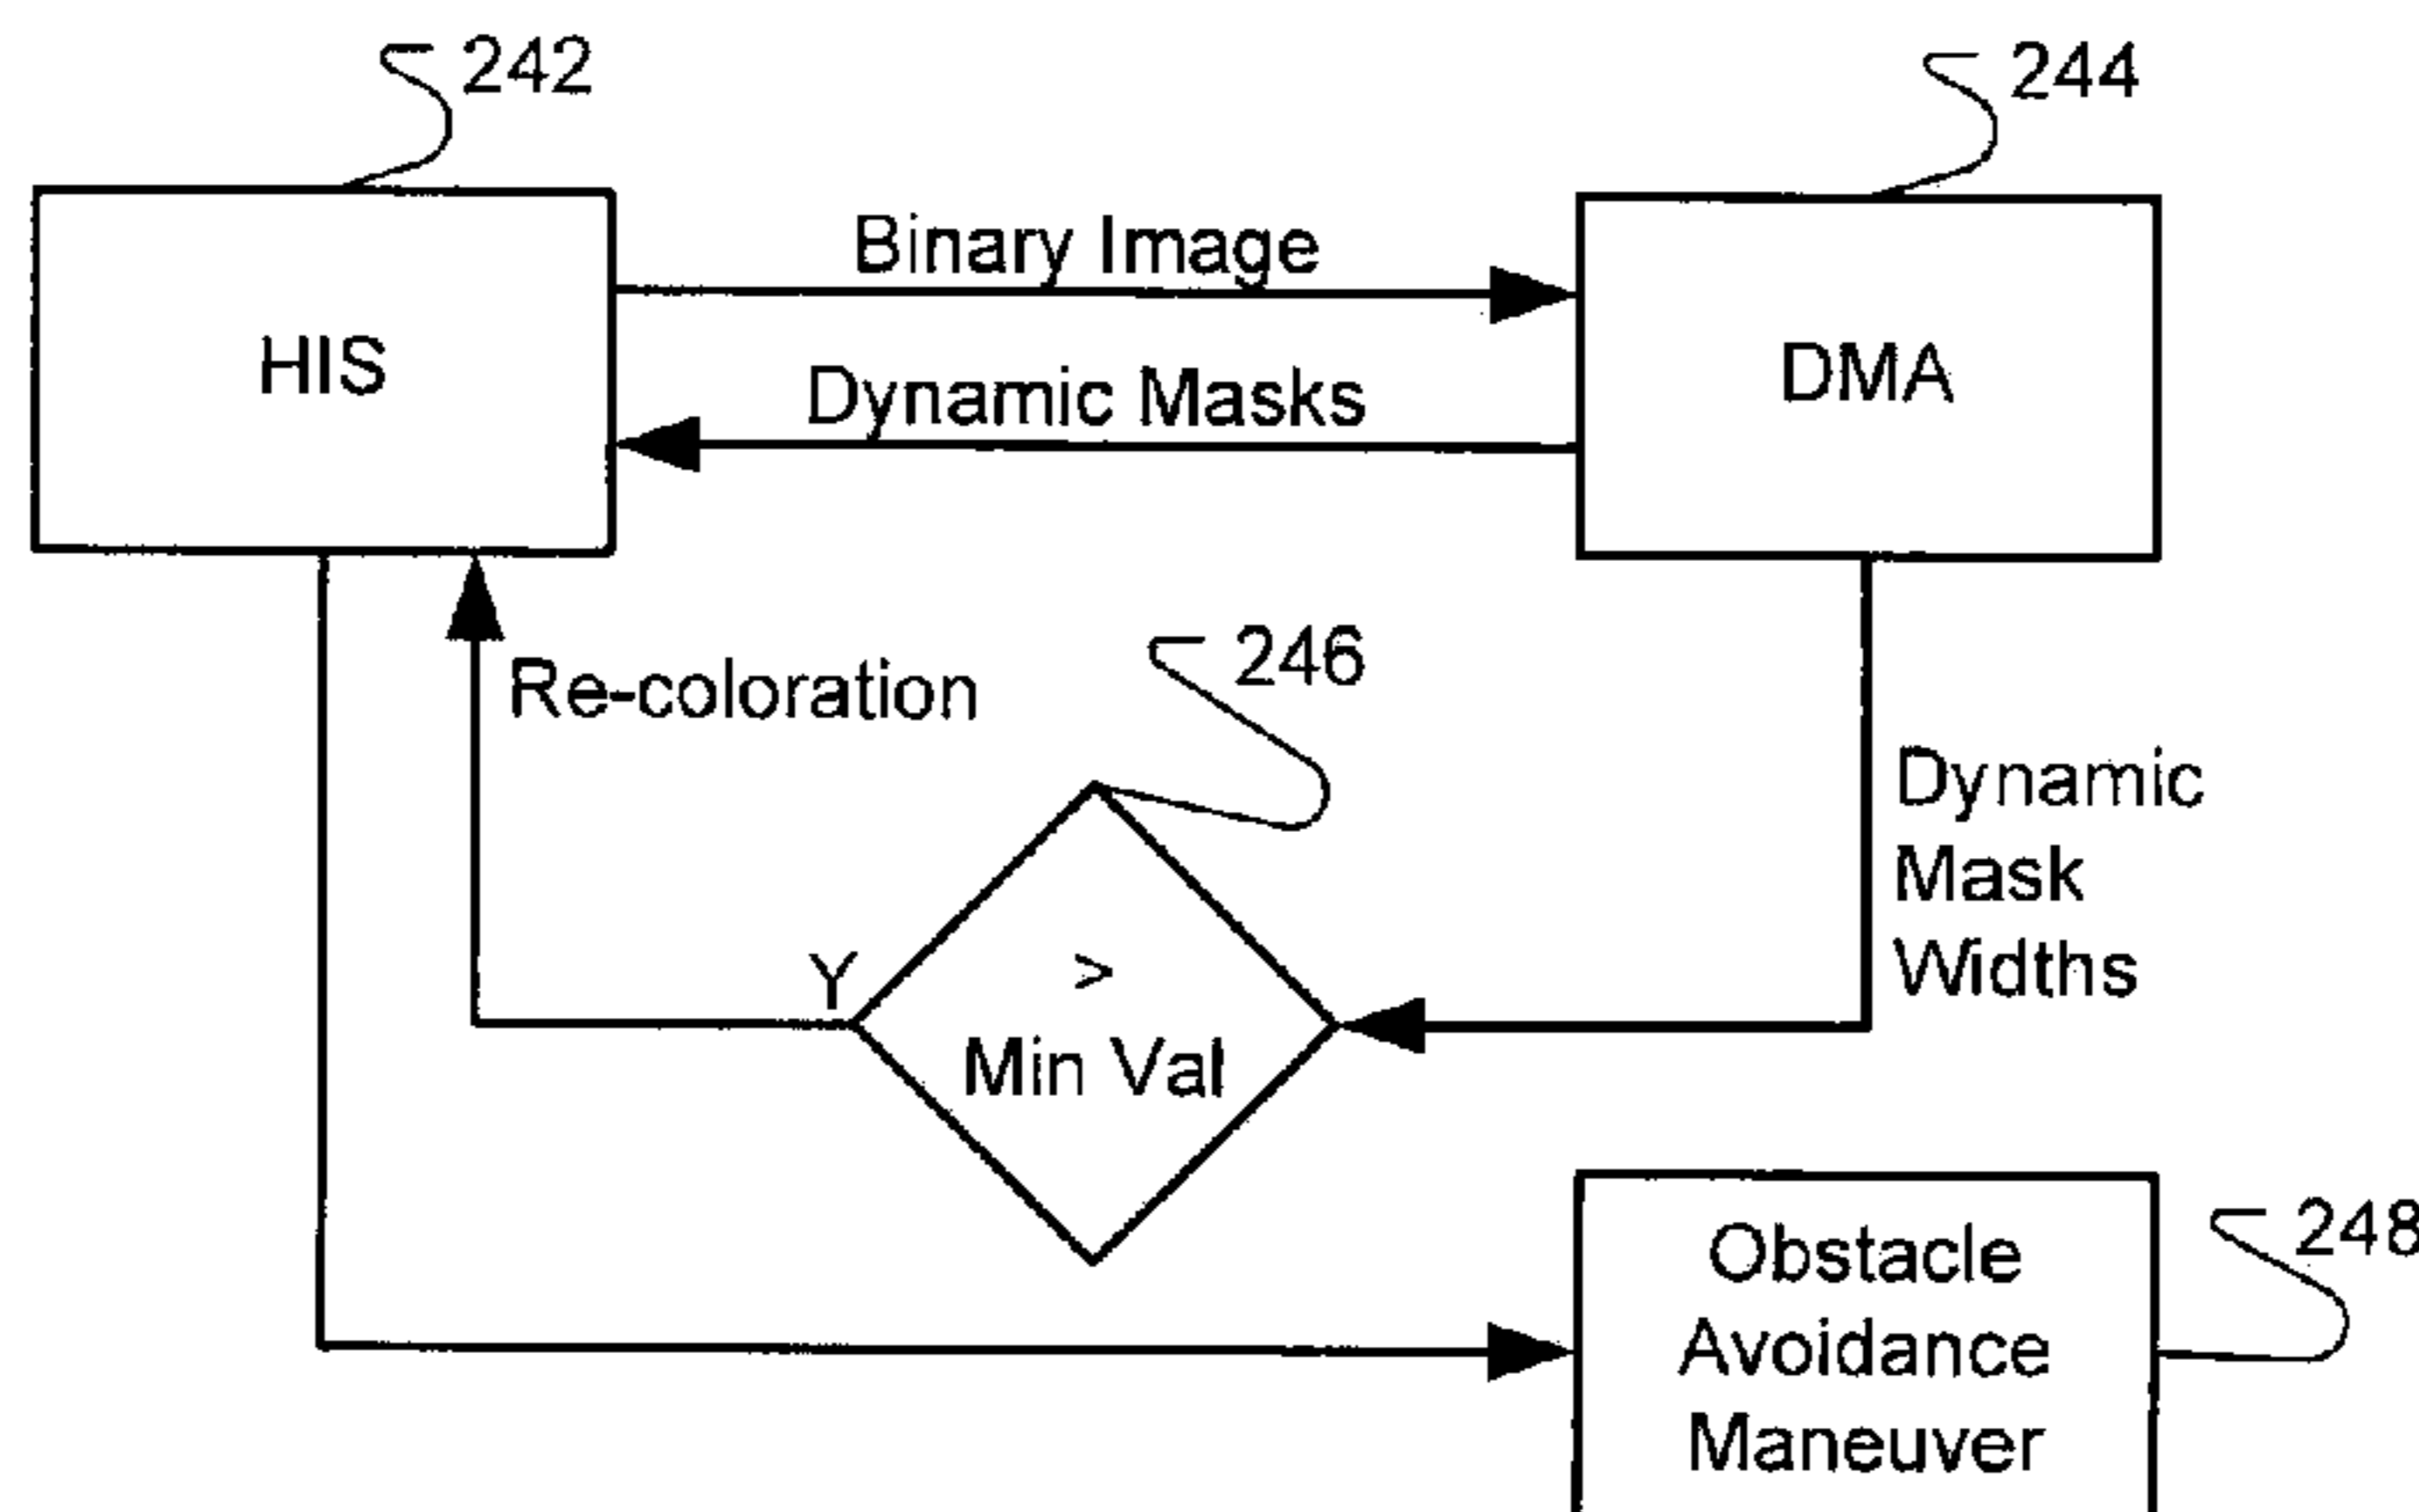 242
244
Binary Image
HIS
DMA
Dynamic Masks
246
Re-coloration
Dynamic
Mask
Widths
Y
>
Min Val
248
Obstacle
Avoidance
Maneuver